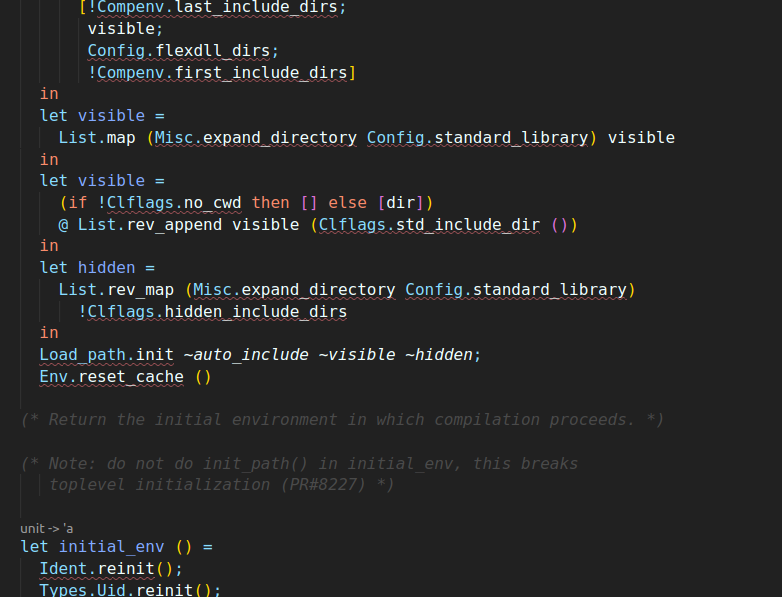 [!Compenv.last_include_dirs;
visible;
Config.flexdll_dirs;
!Compenv.first_include_dirs]
in
let visible =
List.map (Misc.expand_directory Config.standard_library) visible
in
let visible =
(if !Clflags.no_cwd then [] else [dir])
@ List.rev_append visible (Clflags.std_include_dir ())
in
let hidden =
List.rev_map (Misc.expand_directory Config.standard_library)
!Clflags.hidden_include_dirs
in
Load_path.init ~auto_include ~visible ~hidden;
Env.reset_cache ()
(* Return the initial environment in which compilation proceeds. *)
(* Note: do not do init_path() in initial_env, this breaks
toplevel initialization (PR#8227) *)
unit -> 'a
let initial_env () =
Ident.reinit();
Types.Uid.reinit();